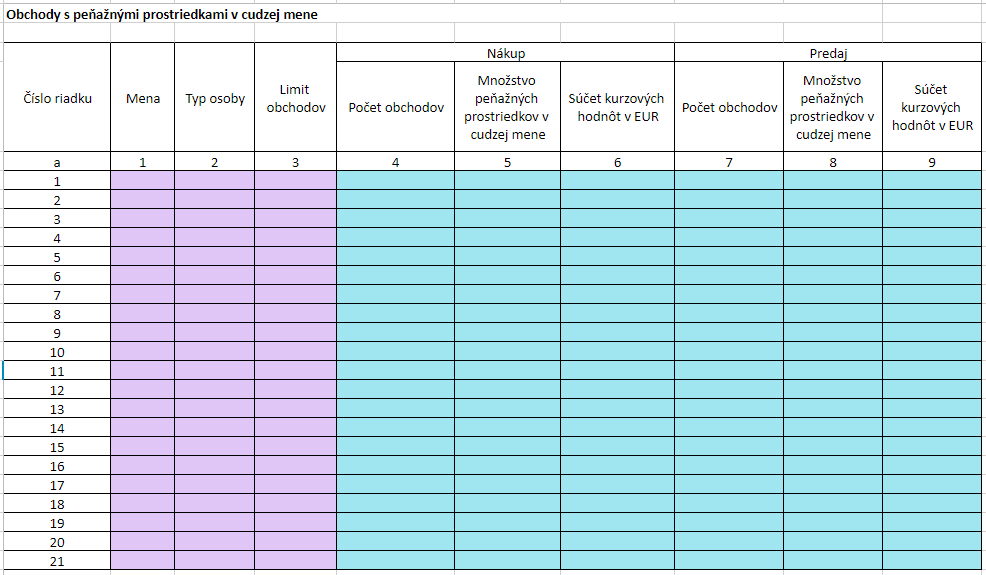 Obchody s peňažnými prostriedkami v cudzej mene
Nákup
Predaj
Číslo riadku
Mena
Typ osoby
Limit
obchodov
Počet obchodov
Množstvo
peňažných
prostriedkov v
cudzej mene
Súčet kurzových
hodnôt v EUR
Počet obchodov
Množstvo
peňažných
prostriedkov v
cudzej mene
Súčet
kurzových
hodnôt v EUR
a 1 2 3 4 5 6 7 8 9
1
2
3
4
5
6
7
8
9
10
11
12
13
14
15
16
17
18
19
20
21